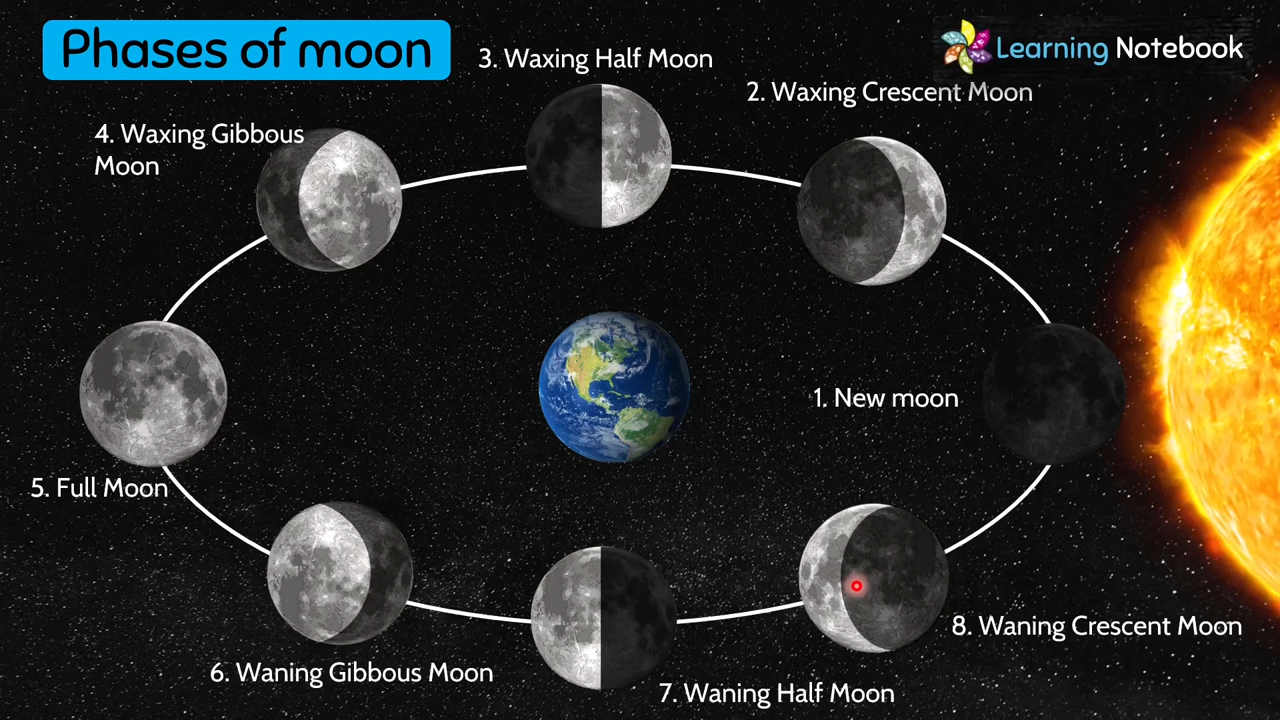 Phases of moon
Learning Notebook
3. Waxing Half Moon
2. Waxing Crescent Moon
4. Waxing Gibbous
Moon
1. New moon
5. Full Moon
6. Waning Gibbous Moon
7. Waning Half Moon
8. Waning Crescent Moon